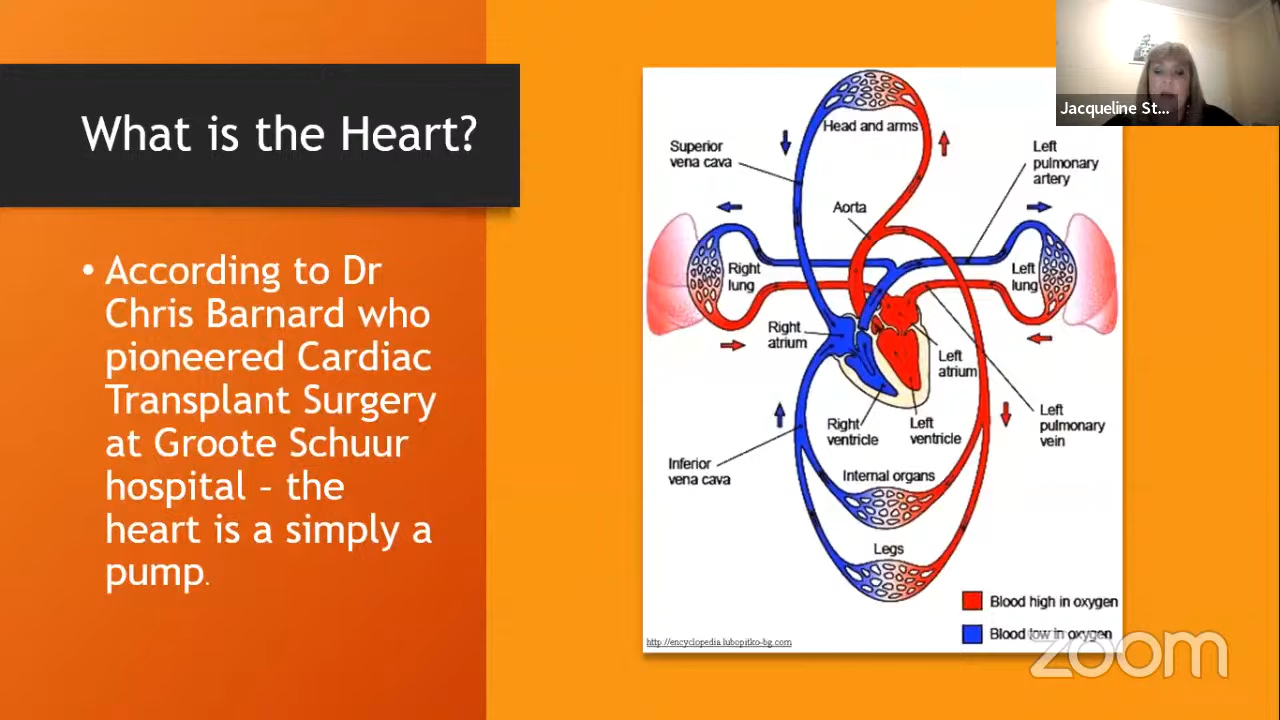 What is the Heart?
• According to Dr
Chris Barnard who
pioneered Cardiac
Transplant Surgery
at Groote Schuur
hospital – the
heart is a simply a
pump.
Head and arms
Superior
vena cava
Left
pulmonary
artery
Aorta
Right
lung
Left
lung
Right
atrium
Left
atrium
Right
ventricle
Left
ventricle
Left
pulmonary
vein
Inferior
vena cava
Internal organs
Legs
Blood high in oxygen
Blood low in oxygen
http://encyclopedia.lubopitko-bg.com
Jacqueline St...
zoom